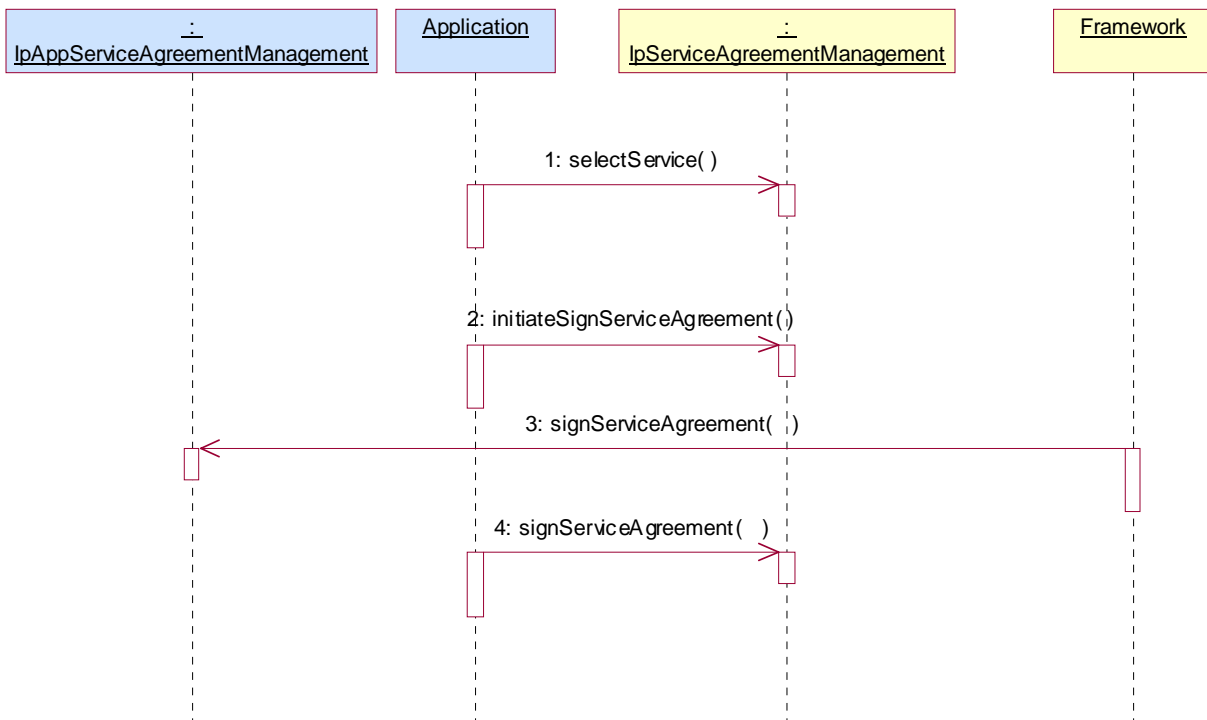 :
IpAppServiceAgreementManagement
Application
:
IpServiceAgreementManagement
Framework
1: selectService( )
2: initiateSignServiceAgreement( )
3: signServiceAgreement( )
4: signServiceAgreement( )